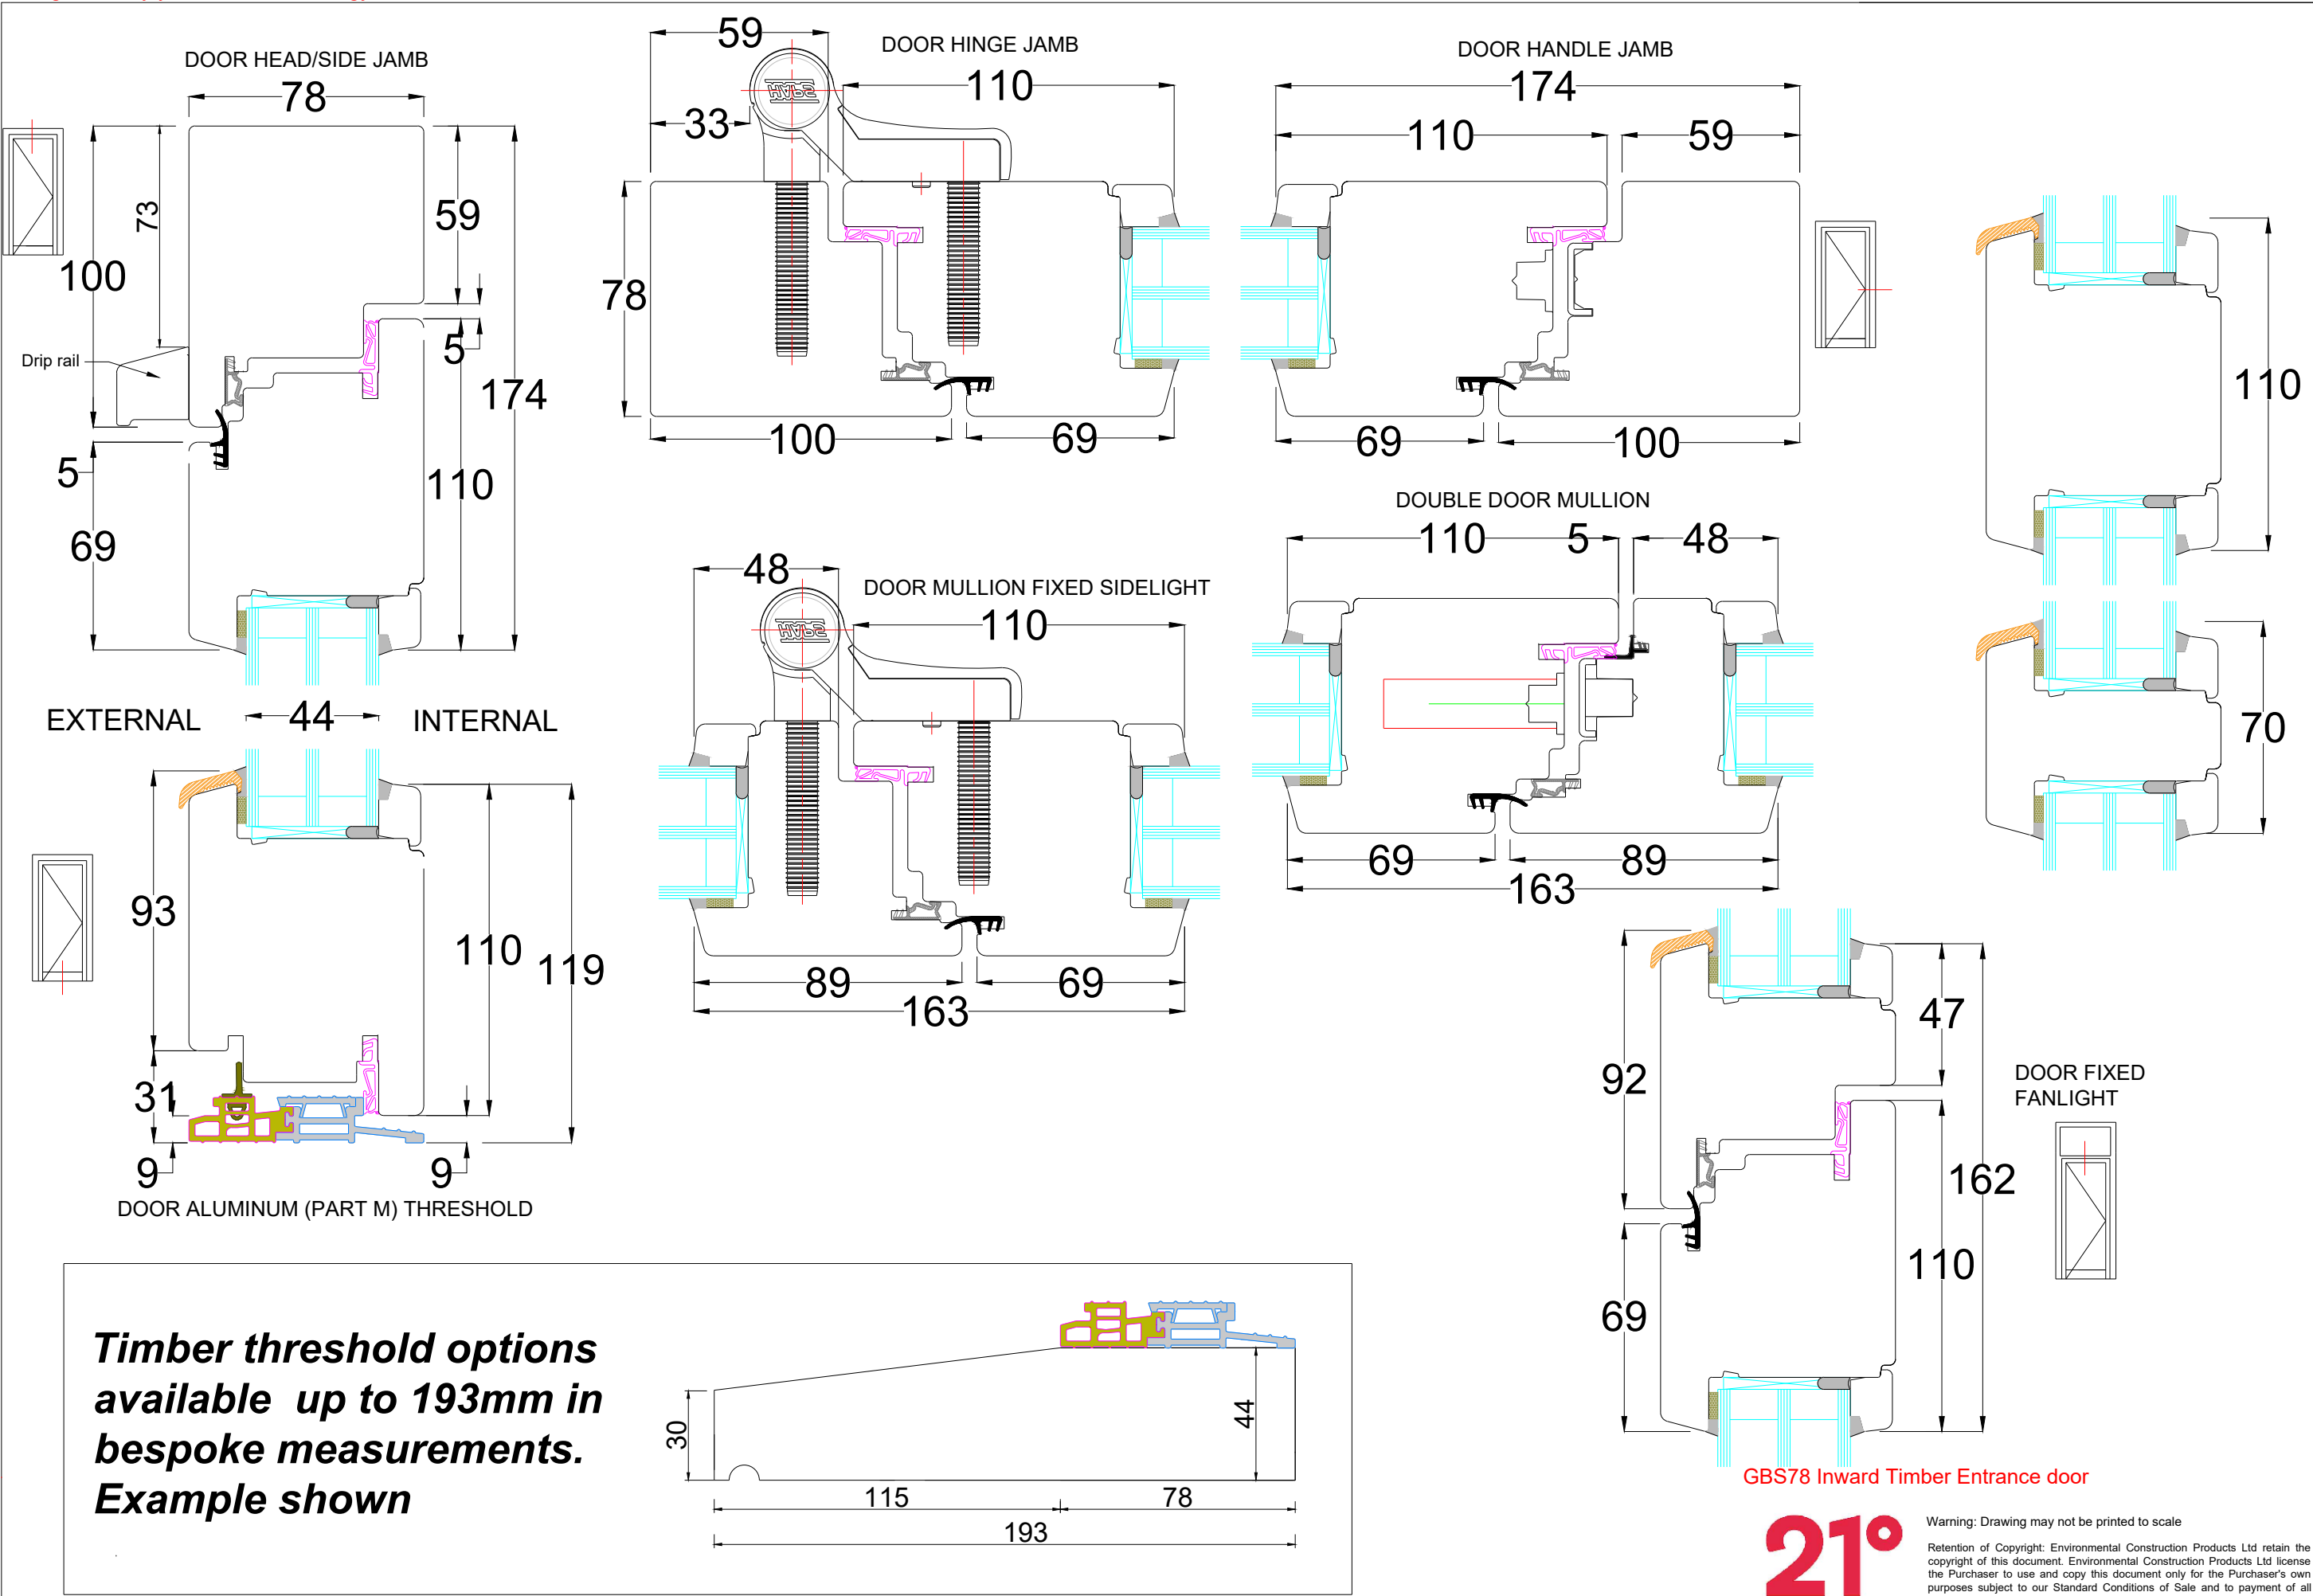 DOOR HEAD/SIDE JAMB
78
73
100
59
5
174
Drip rail
5
110
69
EXTERNAL
44
INTERNAL
93
110
119
31
9
9
DOOR ALUMINUM (PART M) THRESHOLD
DOOR HINGE JAMB
59
110
33
78
100
69
DOOR HANDLE JAMB
174
110
59
69
100
110
70
DOOR MULLION FIXED SIDELIGHT
48
110
89
69
163
DOUBLE DOOR MULLION
110
5
48
69
89
163
DOOR FIXED
FANLIGHT
47
92
162
110
69
Timber threshold options
available up to 193mm in
bespoke measurements.
Example shown
30
44
115
78
193
GBS78 Inward Timber Entrance door
21°
Warning: Drawing may not be printed to scale
Retention of Copyright: Environmental Construction Products Ltd retain the
copyright of this document. Environmental Construction Products Ltd license
the Purchaser to use and copy this document only for the Purchaser's own
purposes subject to our Standard Conditions of Sale and to payment of all